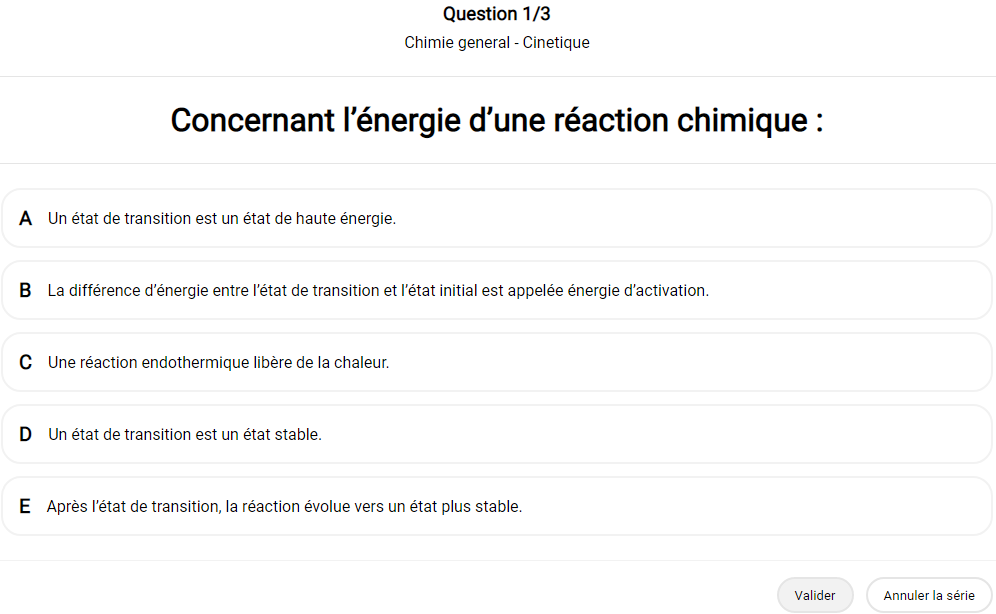 Question 1/3
Chimie general - Cinetique
Concernant l’énergie d’une réaction chimique :
A Un état de transition est un état de haute énergie.
B La différence d’énergie entre l’état de transition et l’état initial est appelée énergie d’activation.
C Une réaction endothermique libère de la chaleur.
D Un état de transition est un état stable.
E Après l’état de transition, la réaction évolue vers un état plus stable.
Valider Annuler la série